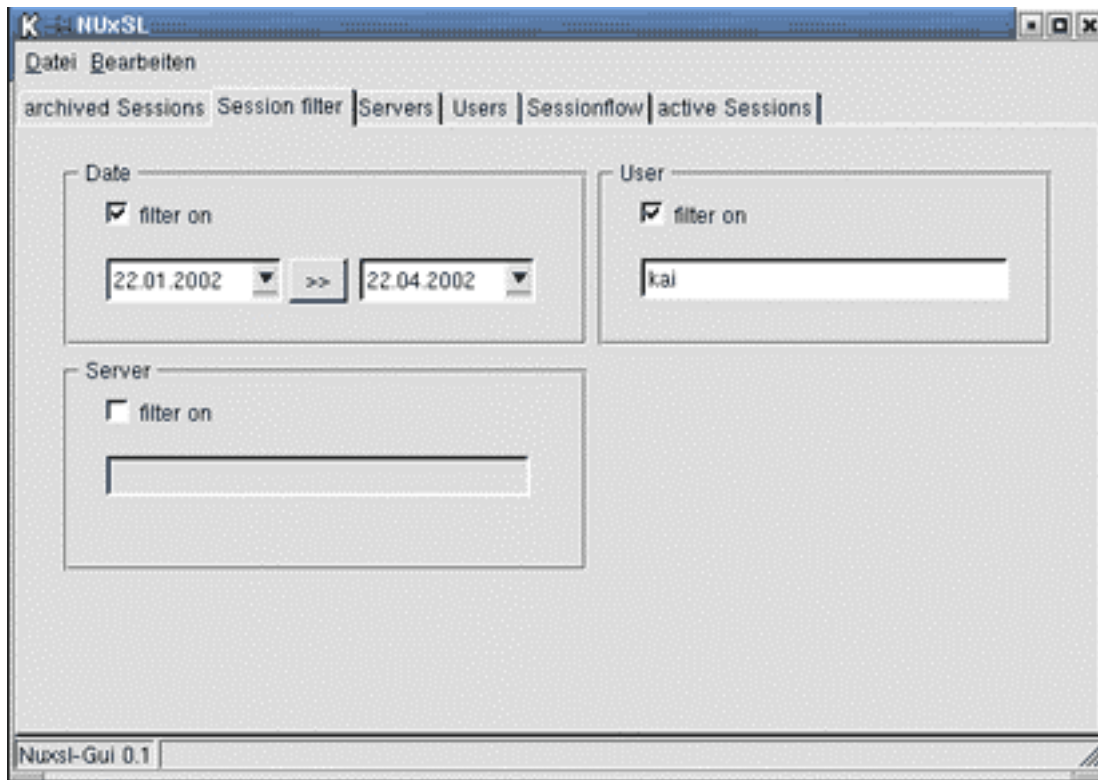 NUxSL
Datei Bearbeiten
archived Sessions Session filter Servers Users Sessionflow active Sessions
Date
filter on
22.01.2002 >> 22.04.2002
User
filter on
kai
Server
filter on
Nuxsl-Gui 0.1